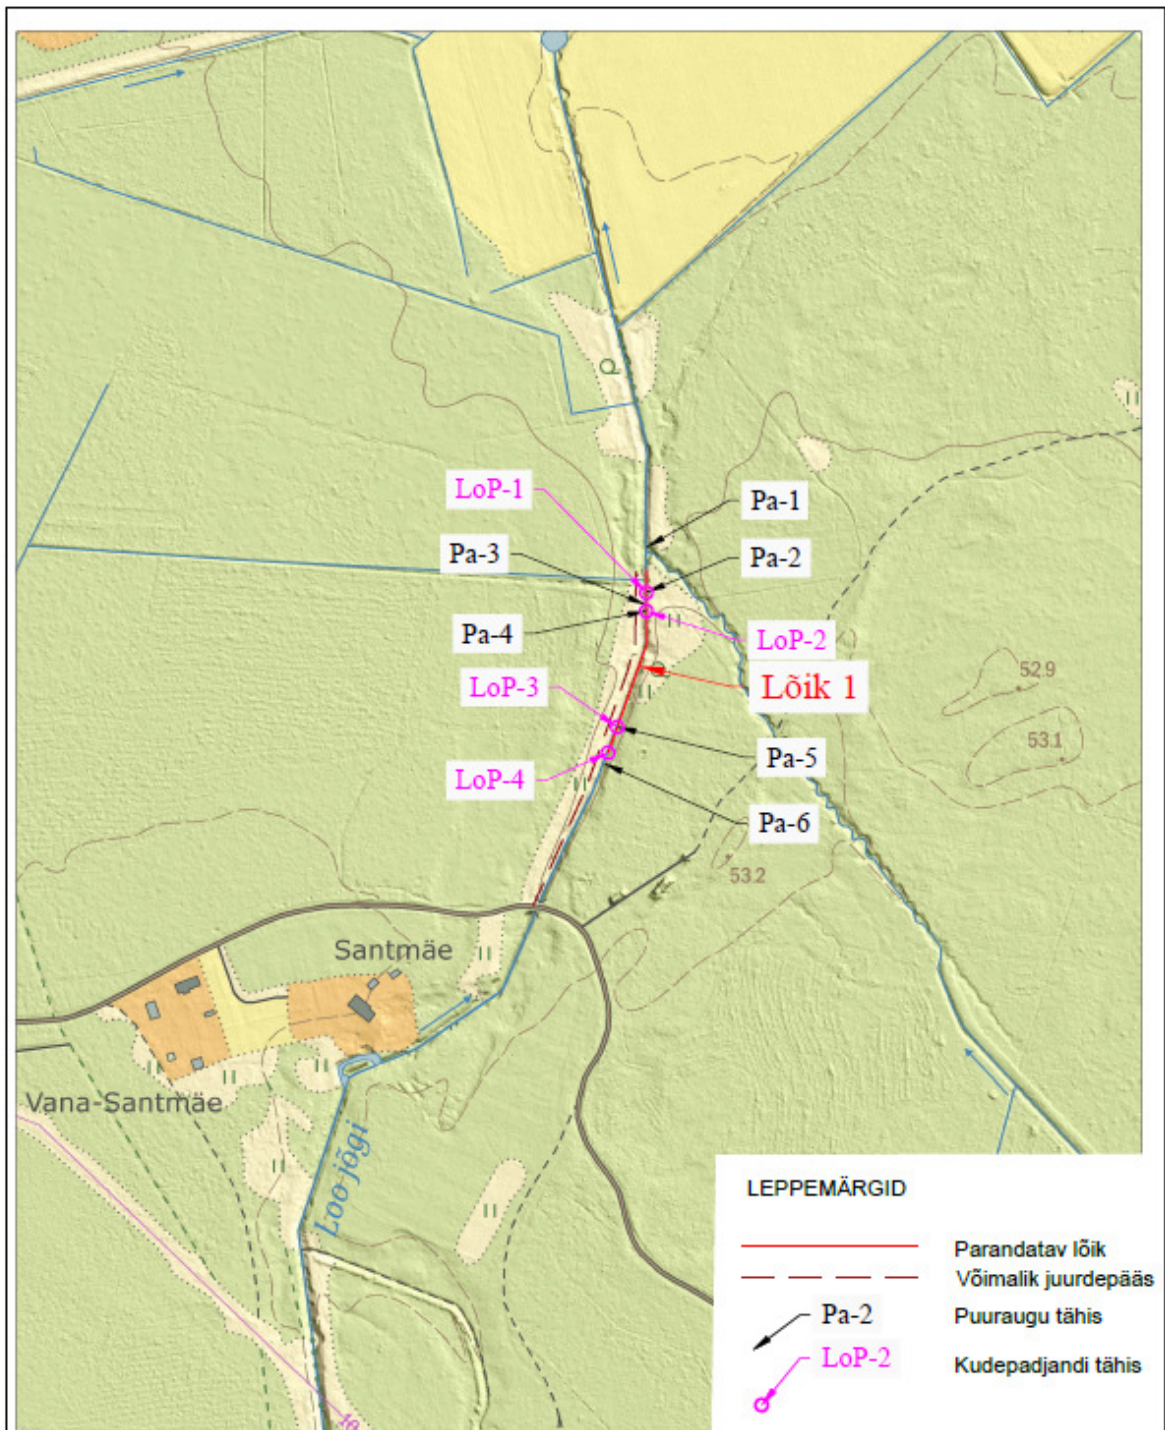 LoP-1
Pa-1
Pa-3
Pa-2
Pa-4
LoP-2
LoP-3
Lõik 1
52.9
53.1
LoP-4
Pa-5
Pa-6
53.2
Santmäe
Vana-Santmäe
Loo jõgi
LEPPEMÄRGID
Parandatav lõik
Võimalik juurdepääs
Pa-2
Puuraugu tähis
LoP-2
Kudepadjandi tähis
10